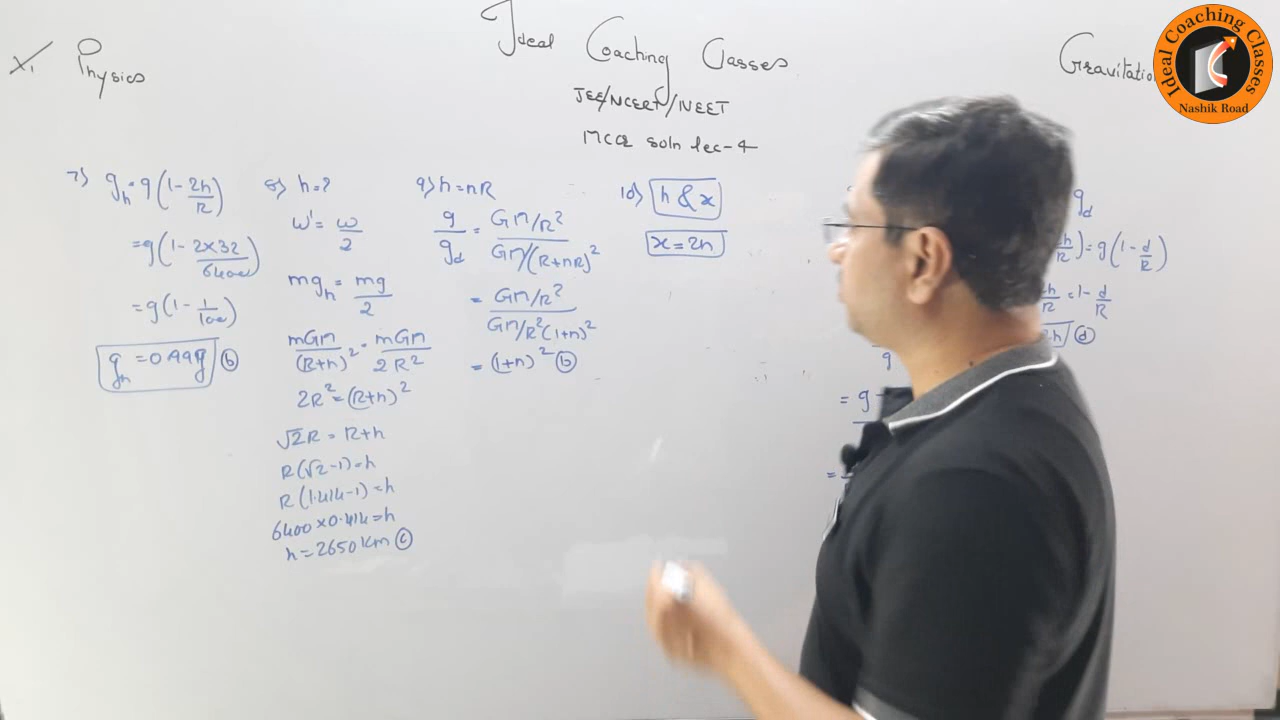 XI Physics
Ideal Coaching Classes
Gravitation
Ideal Coaching Classes
Nashik Road
JEE/NCERT/NEET
MCQ soln lec-4
7) g_h = g(1 - 2h/R)
= g(1 - 2×32/6400)
= g(1 - 1/100)
g_h = 0.99g (b)
8) h = ?
w' = w/2
mg_h = mg/2
mGM/(R+h)² = mGM/2R²
2R² = (R+h)²
√2R = R+h
R(√2-1) = h
R(1.414-1) = h
6400×0.414 = h
h = 2650 km (c)
9) h = nR
g/g_d = GM/R² / GM/(R+nR)²
= GM/R² / GM/R²(1+n)²
= (1+n)² (b)
10) h & x
x = 2h
g_d
) = g(1 - d/R)
= 1 - d/R
(d)
g
= g -
=